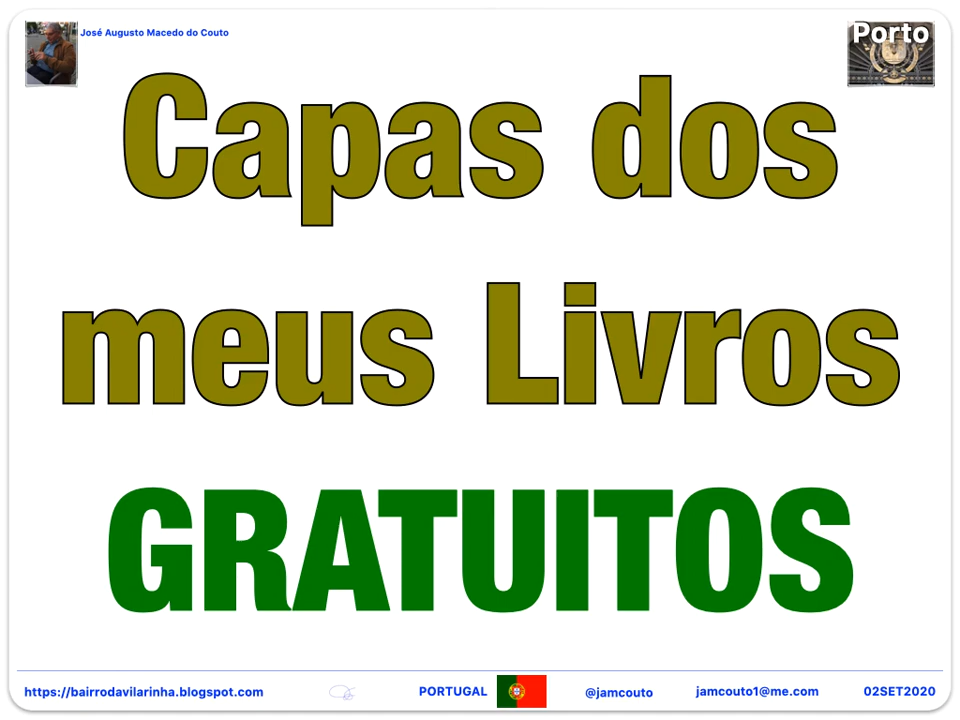 José Augusto Macedo do Couto
Porto
Capas dos
meus Livros
GRATUITOS
https://bairrodavilarinha.blogspot.com PORTUGAL @jamcouto jamcouto1@me.com 02SET2020